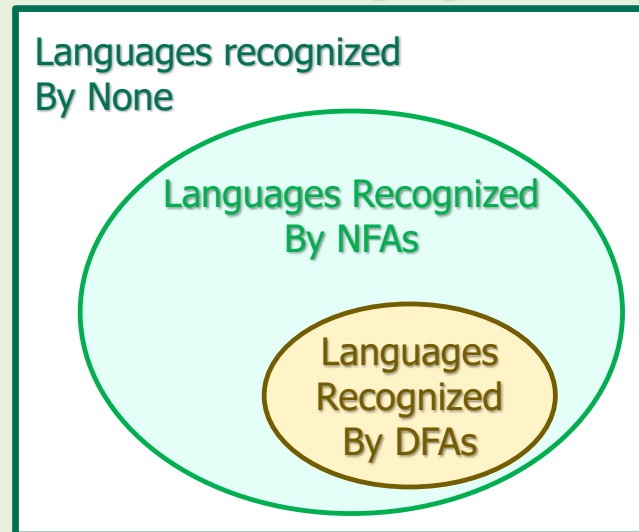 Languages recognized
By None
Languages Recognized
By NFAs
Languages
Recognized
By DFAs